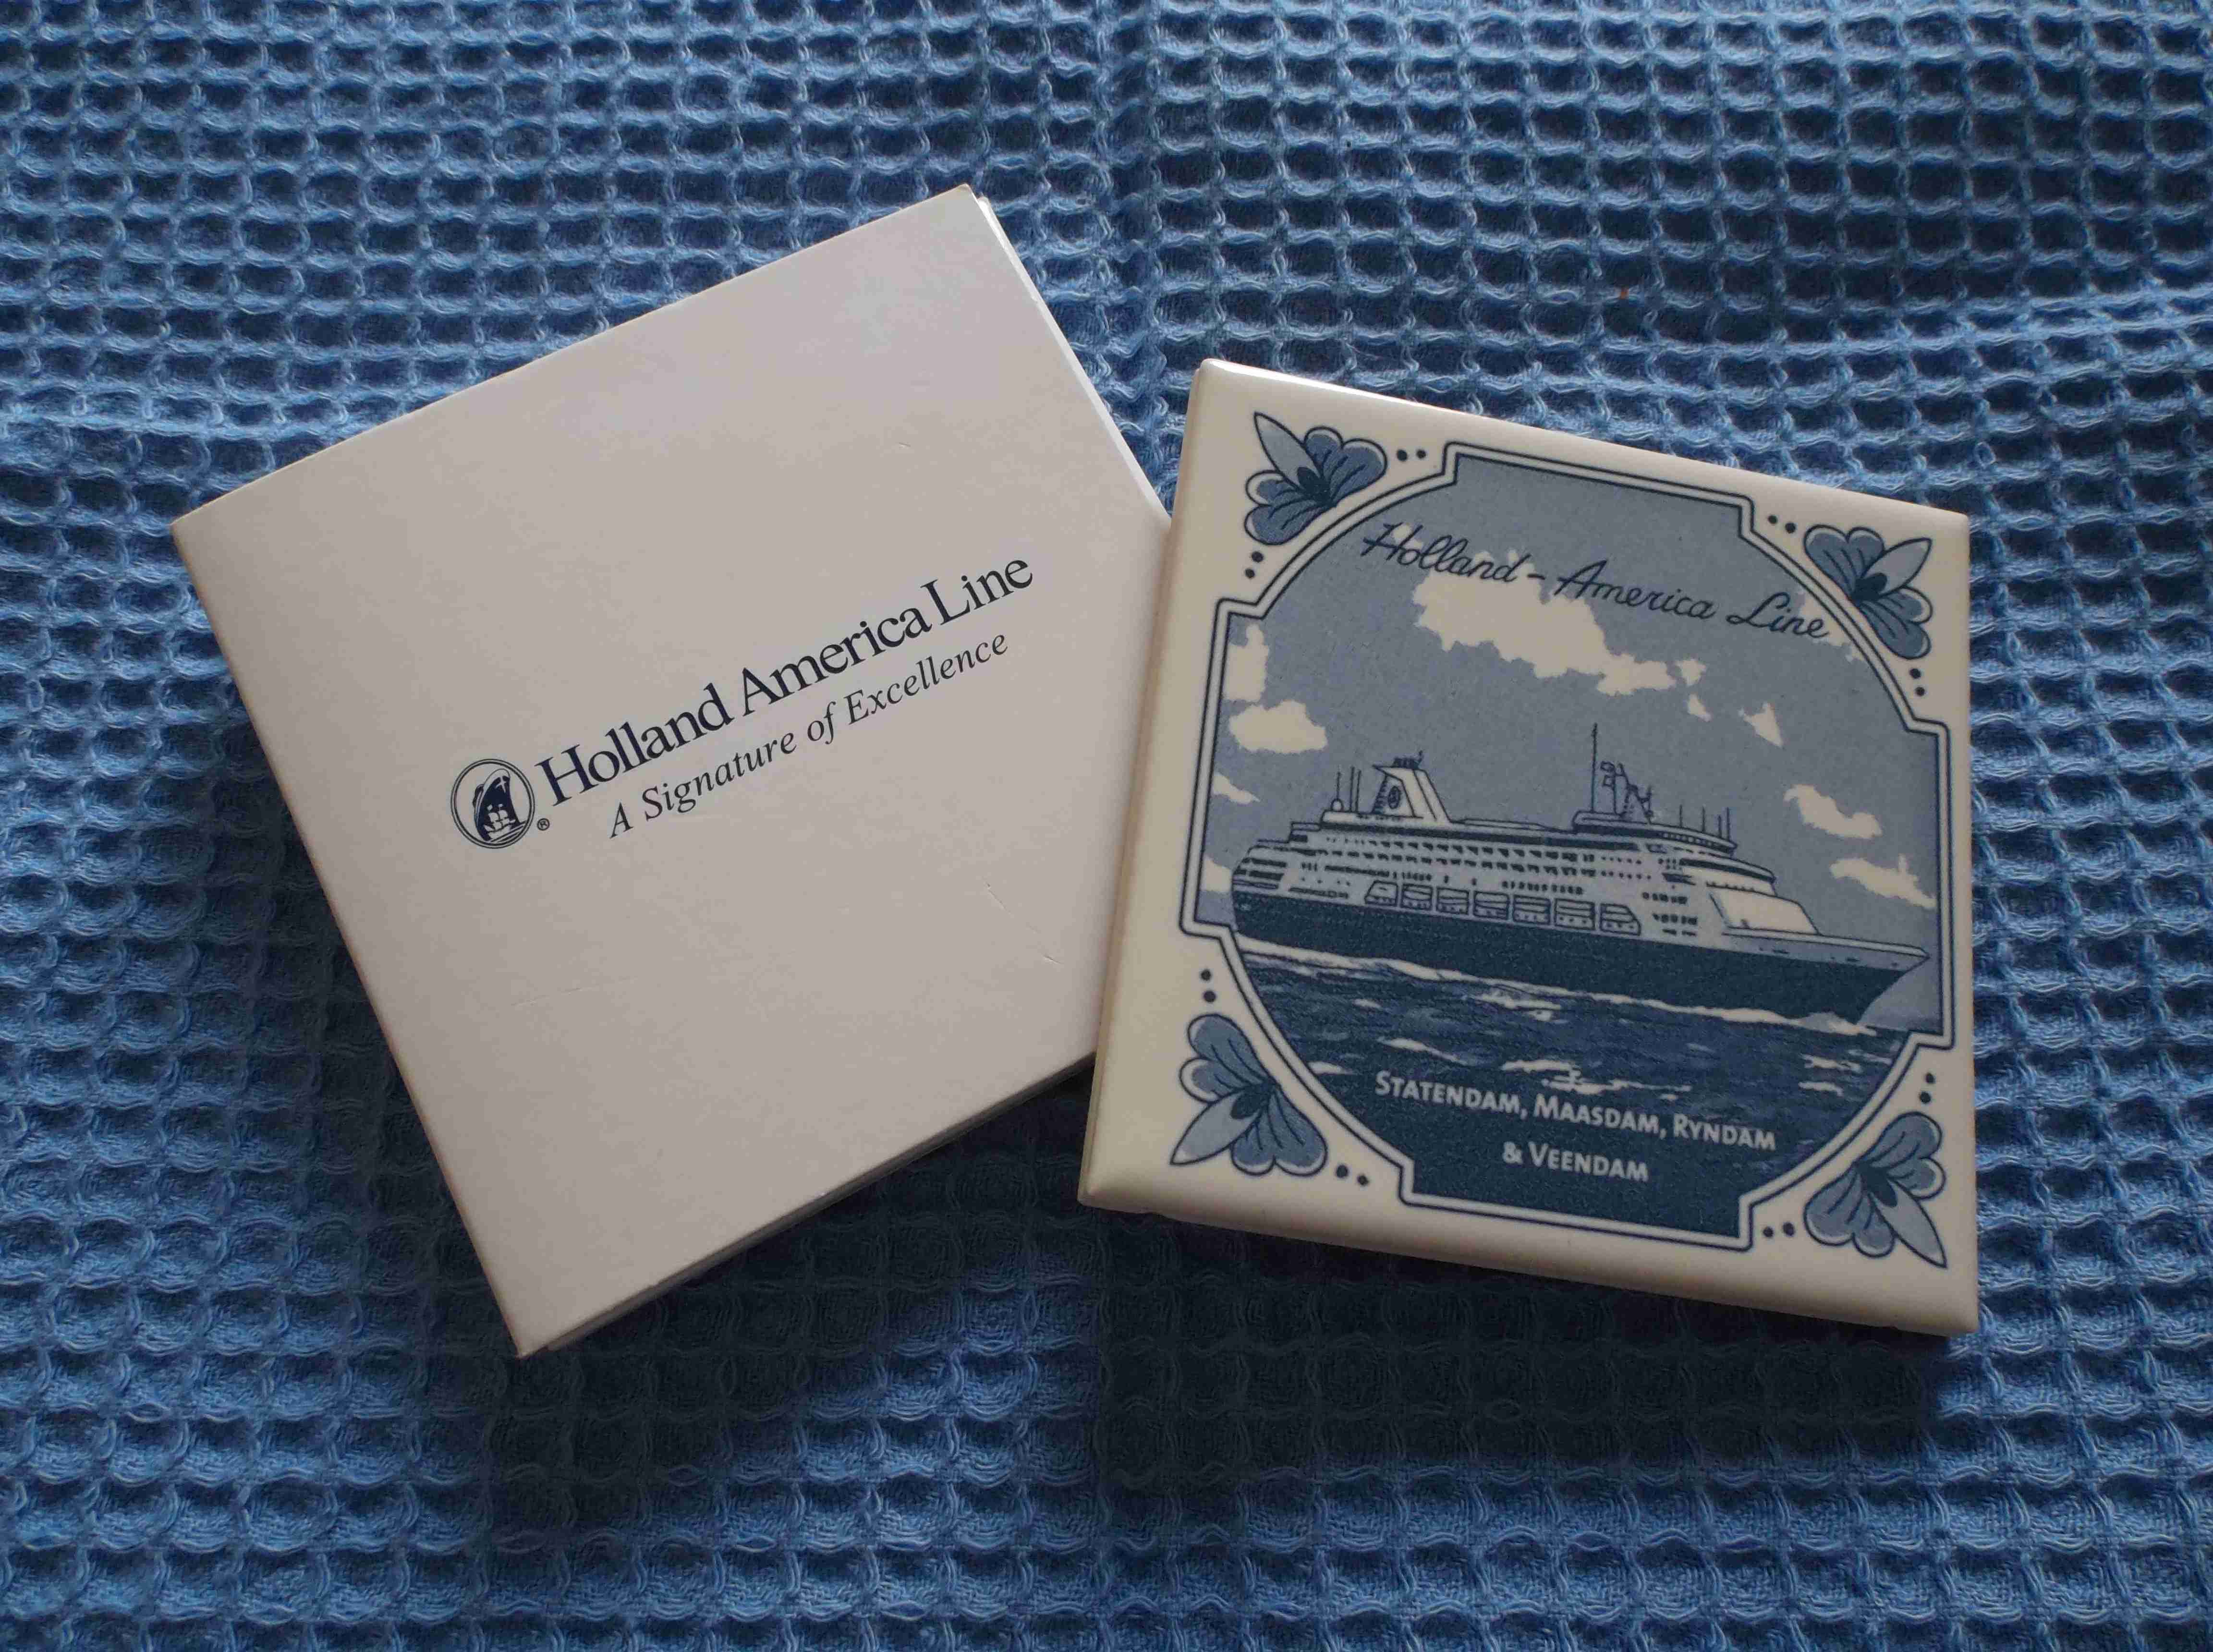 Holland America Line
A Signature of Excellence
®
Holland-America Line
STATENDAM, MAASDAM, RYNDAM
& VEENDAM